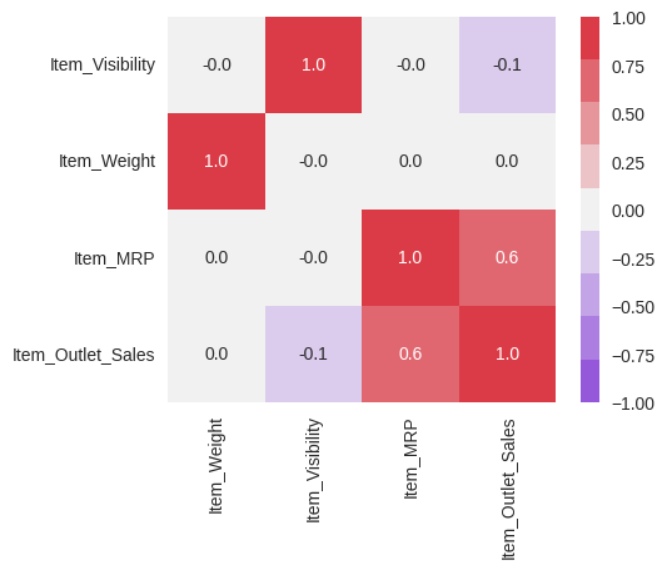 Item_Visibility -0.0 1.0 -0.0 -0.1
Item_Weight 1.0 -0.0 0.0 0.0
Item_MRP 0.0 -0.0 1.0 0.6
Item_Outlet_Sales 0.0 -0.1 0.6 1.0
Item_Weight
Item_Visibility
Item_MRP
Item_Outlet_Sales
1.00
0.75
0.50
0.25
0.00
−0.25
−0.50
−0.75
−1.00